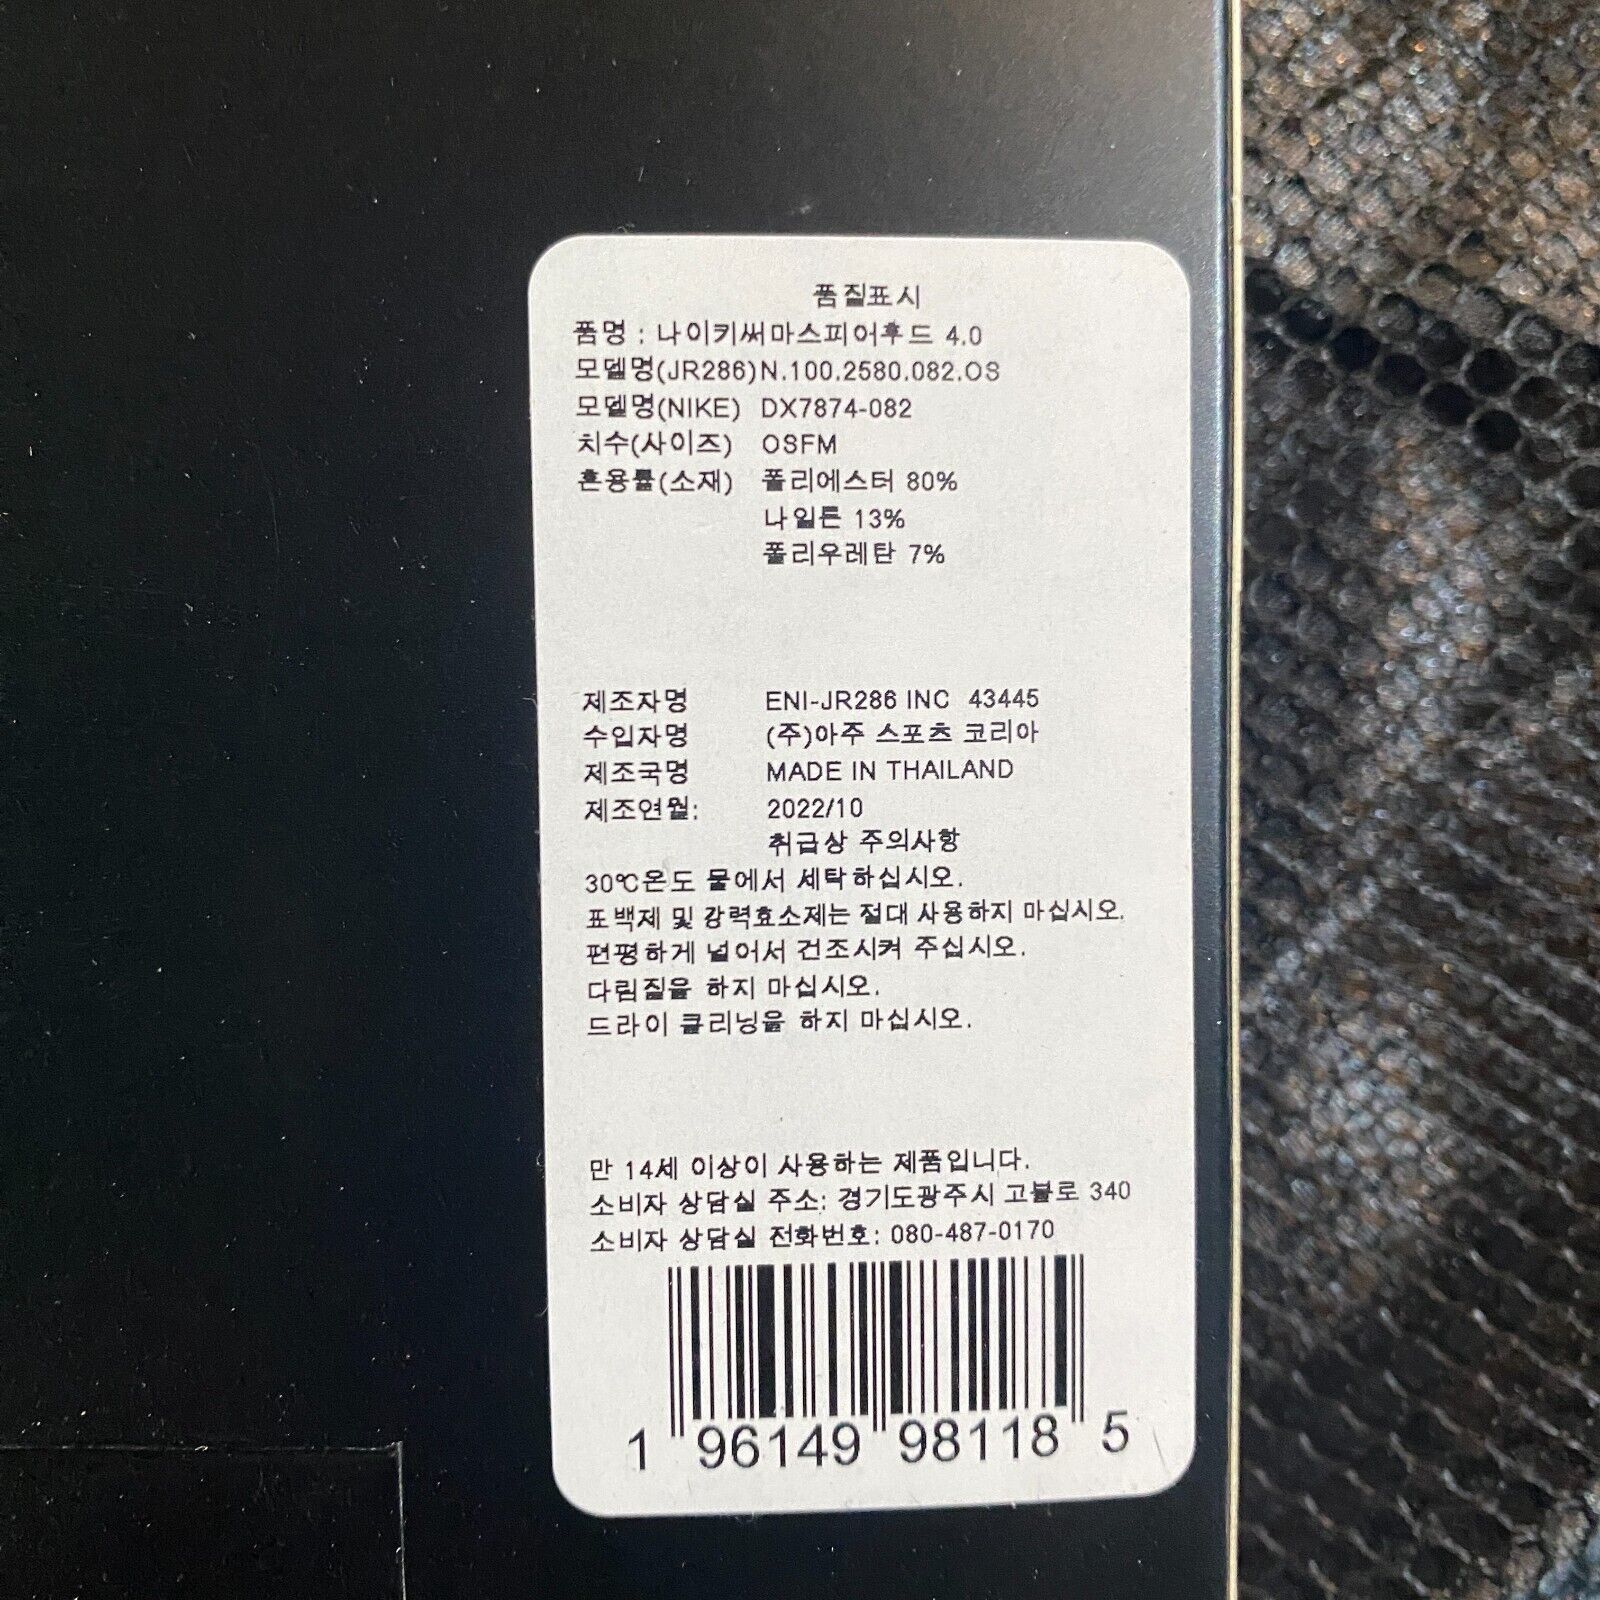 품질표시
품명 : 나이키써마스피어후드 4.0
모델명(JR286)N.100.2580.082.OS
모델명(NIKE) DX7874-082
치수(사이즈) OSFM
혼용률(소재) 폴리에스터 80%
나일론 13%
폴리우레탄 7%
제조자명 ENI-JR286 INC 43445
수입자명 (주)아주 스포츠 코리아
제조국명 MADE IN THAILAND
제조연월: 2022/10
취급상 주의사항
30℃온도 물에서 세탁하십시오.
표백제 및 강력효소제는 절대 사용하지 마십시오.
편평하게 널어서 건조시켜 주십시오.
다림질을 하지 마십시오.
드라이 클리닝을 하지 마십시오.
만 14세 이상이 사용하는 제품입니다.
소비자 상담실 주소: 경기도광주시 고불로 340
소비자 상담실 전화번호: 080-487-0170
1 96149 98118 5